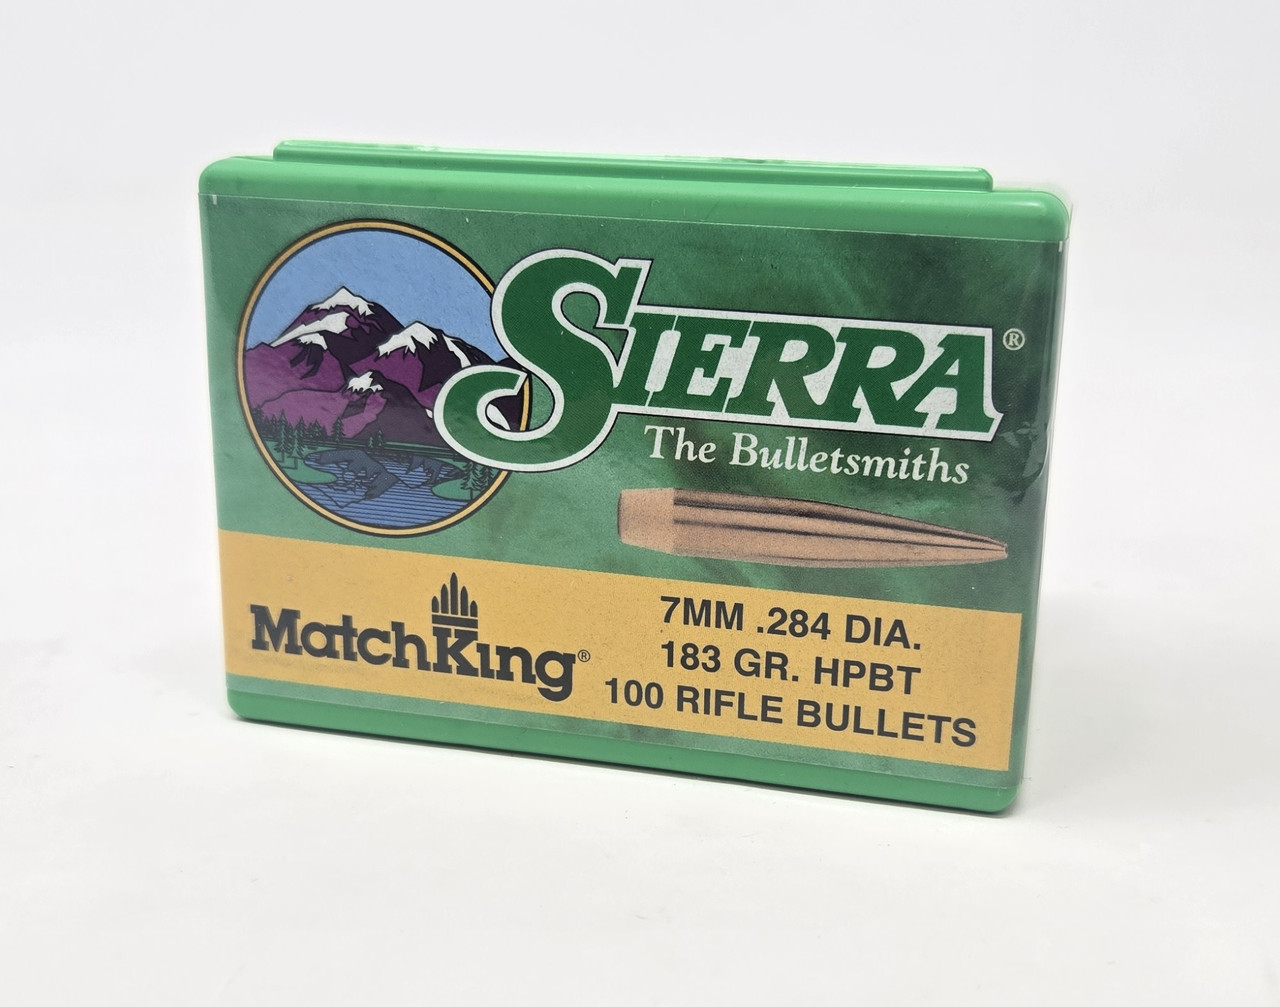 SIERRA®
The Bulletsmiths
MatchKing®
7MM .284 DIA.
183 GR. HPBT
100 RIFLE BULLETS